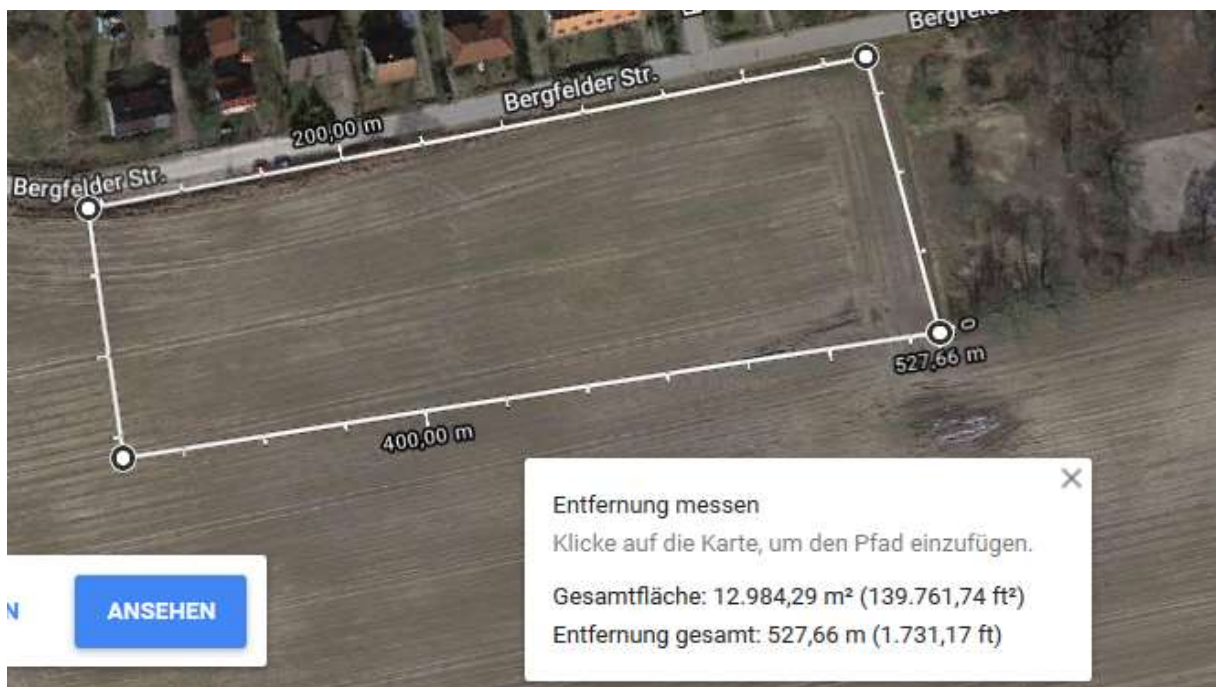 Bergfelder
Bergfelder Str.
200,00 m
Bergfelder Str.
0
527,66 m
400,00 m
Entfernung messen
Klicke auf die Karte, um den Pfad einzufügen.
Gesamtfläche: 12.984,29 m² (139.761,74 ft²)
Entfernung gesamt: 527,66 m (1.731,17 ft)
N
ANSEHEN